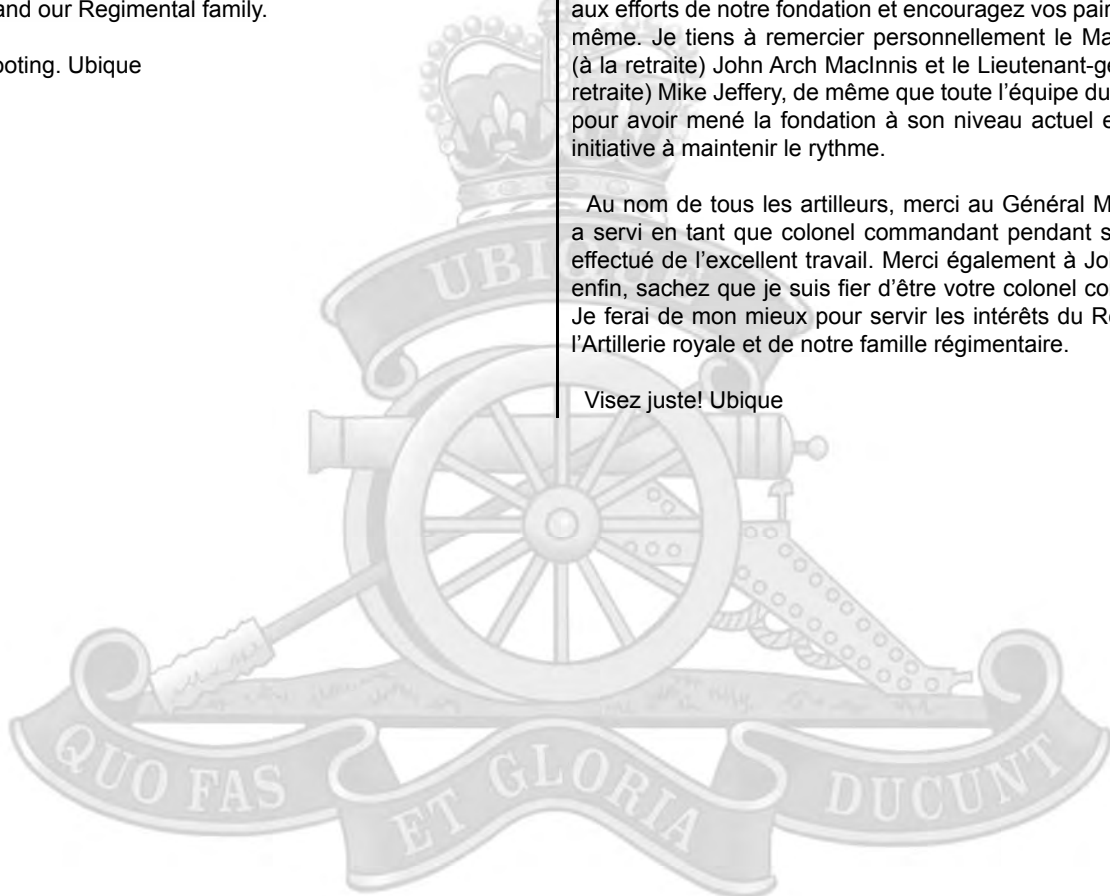 and our Regimental family.
oting. Ubique
aux efforts de notre fondation et encouragez vos pair
même. Je tiens à remercier personnellement le Ma
(à la retraite) John Arch MacInnis et le Lieutenant-g
retraite) Mike Jeffery, de même que toute l’équipe du
pour avoir mené la fondation à son niveau actuel e
initiative à maintenir le rythme.
Au nom de tous les artilleurs, merci au Général M
a servi en tant que colonel commandant pendant s
effectué de l’excellent travail. Merci également à Jo
enfin, sachez que je suis fier d’être votre colonel co
Je ferai de mon mieux pour servir les intérêts du R
l’Artillerie royale et de notre famille régimentaire.
Visez juste! Ubique
UBIQUE
QUO FAS
ET GLORIA
DUCUNT